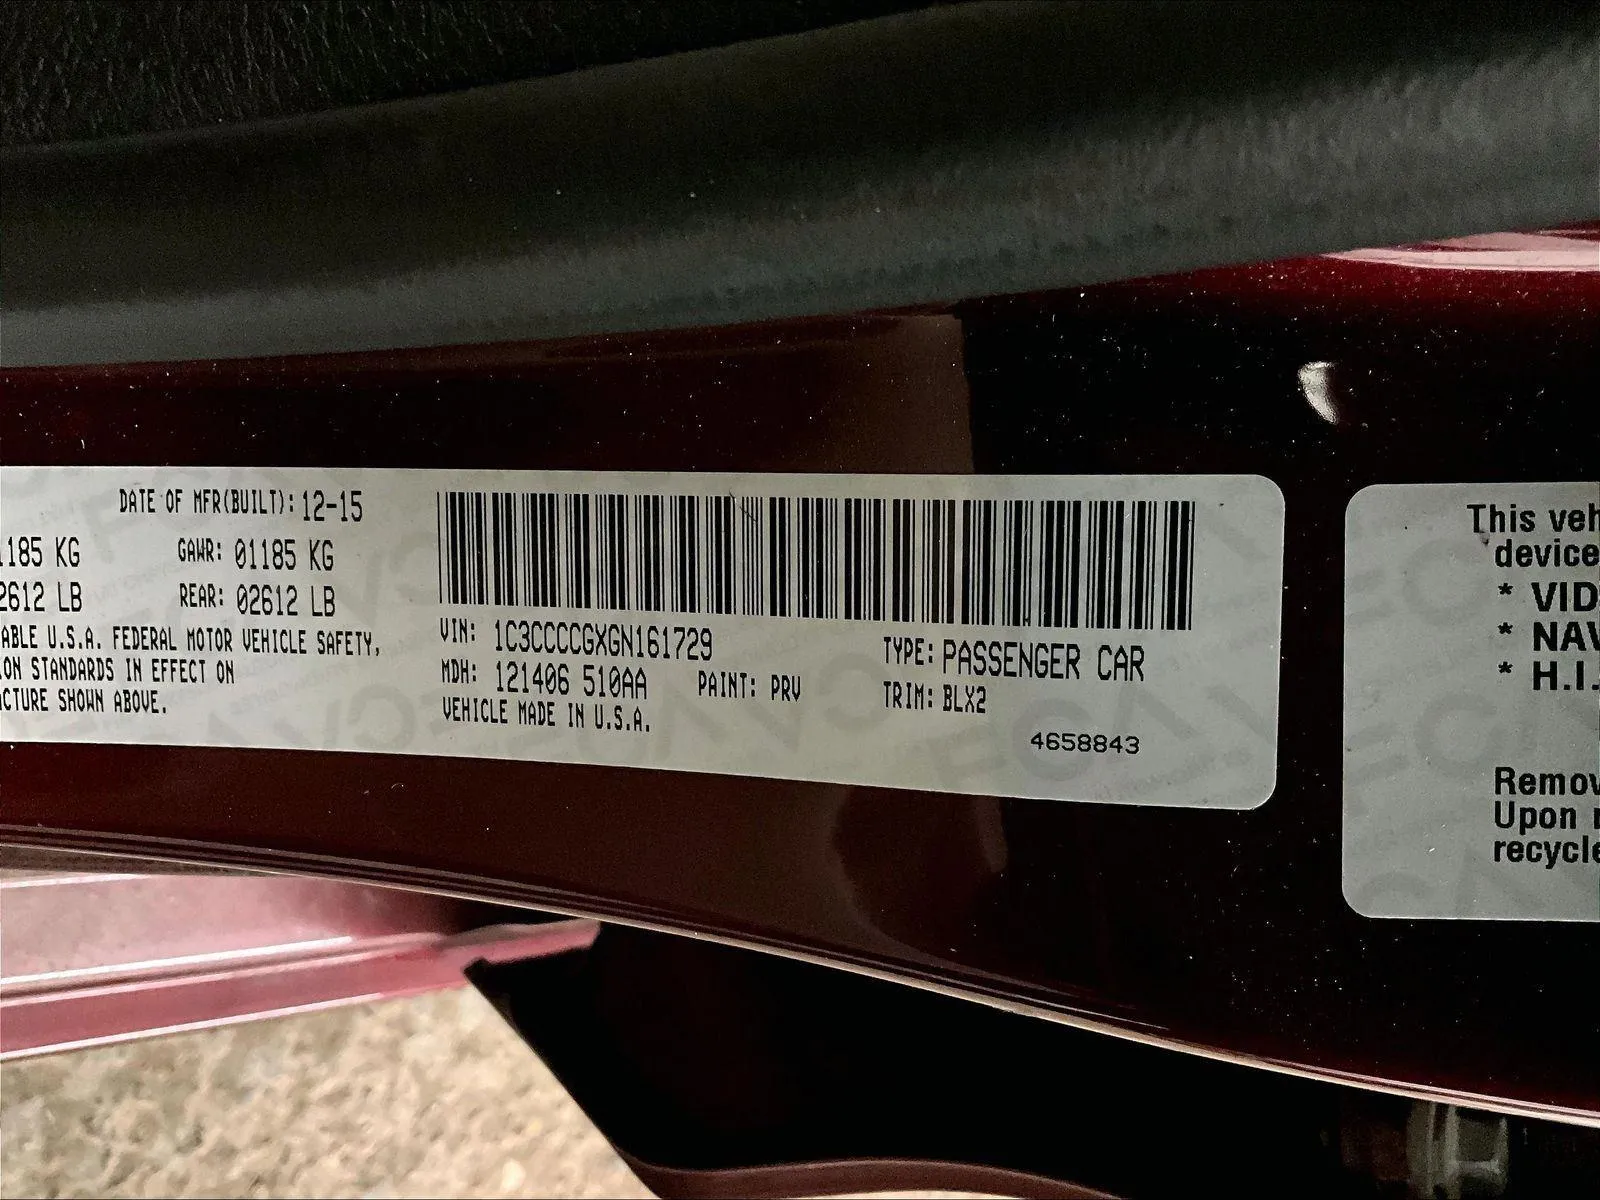 DATE OF MFR(BUILT): 12-15
1185 KG GAWR: 01185 KG
2612 LB REAR: 02612 LB
ABLE U.S.A. FEDERAL MOTOR VEHICLE SAFETY,
ION STANDARDS IN EFFECT ON
ACTURE SHOWN ABOVE.
VIN: 1C3CCCCGXGN161729
MDH: 121406 510AA PAINT: PRV
VEHICLE MADE IN U.S.A.
TYPE: PASSENGER CAR
TRIM: BLX2
4658843
This veh
device
* VID
* NAV
* H.I.
Remov
Upon r
recycle